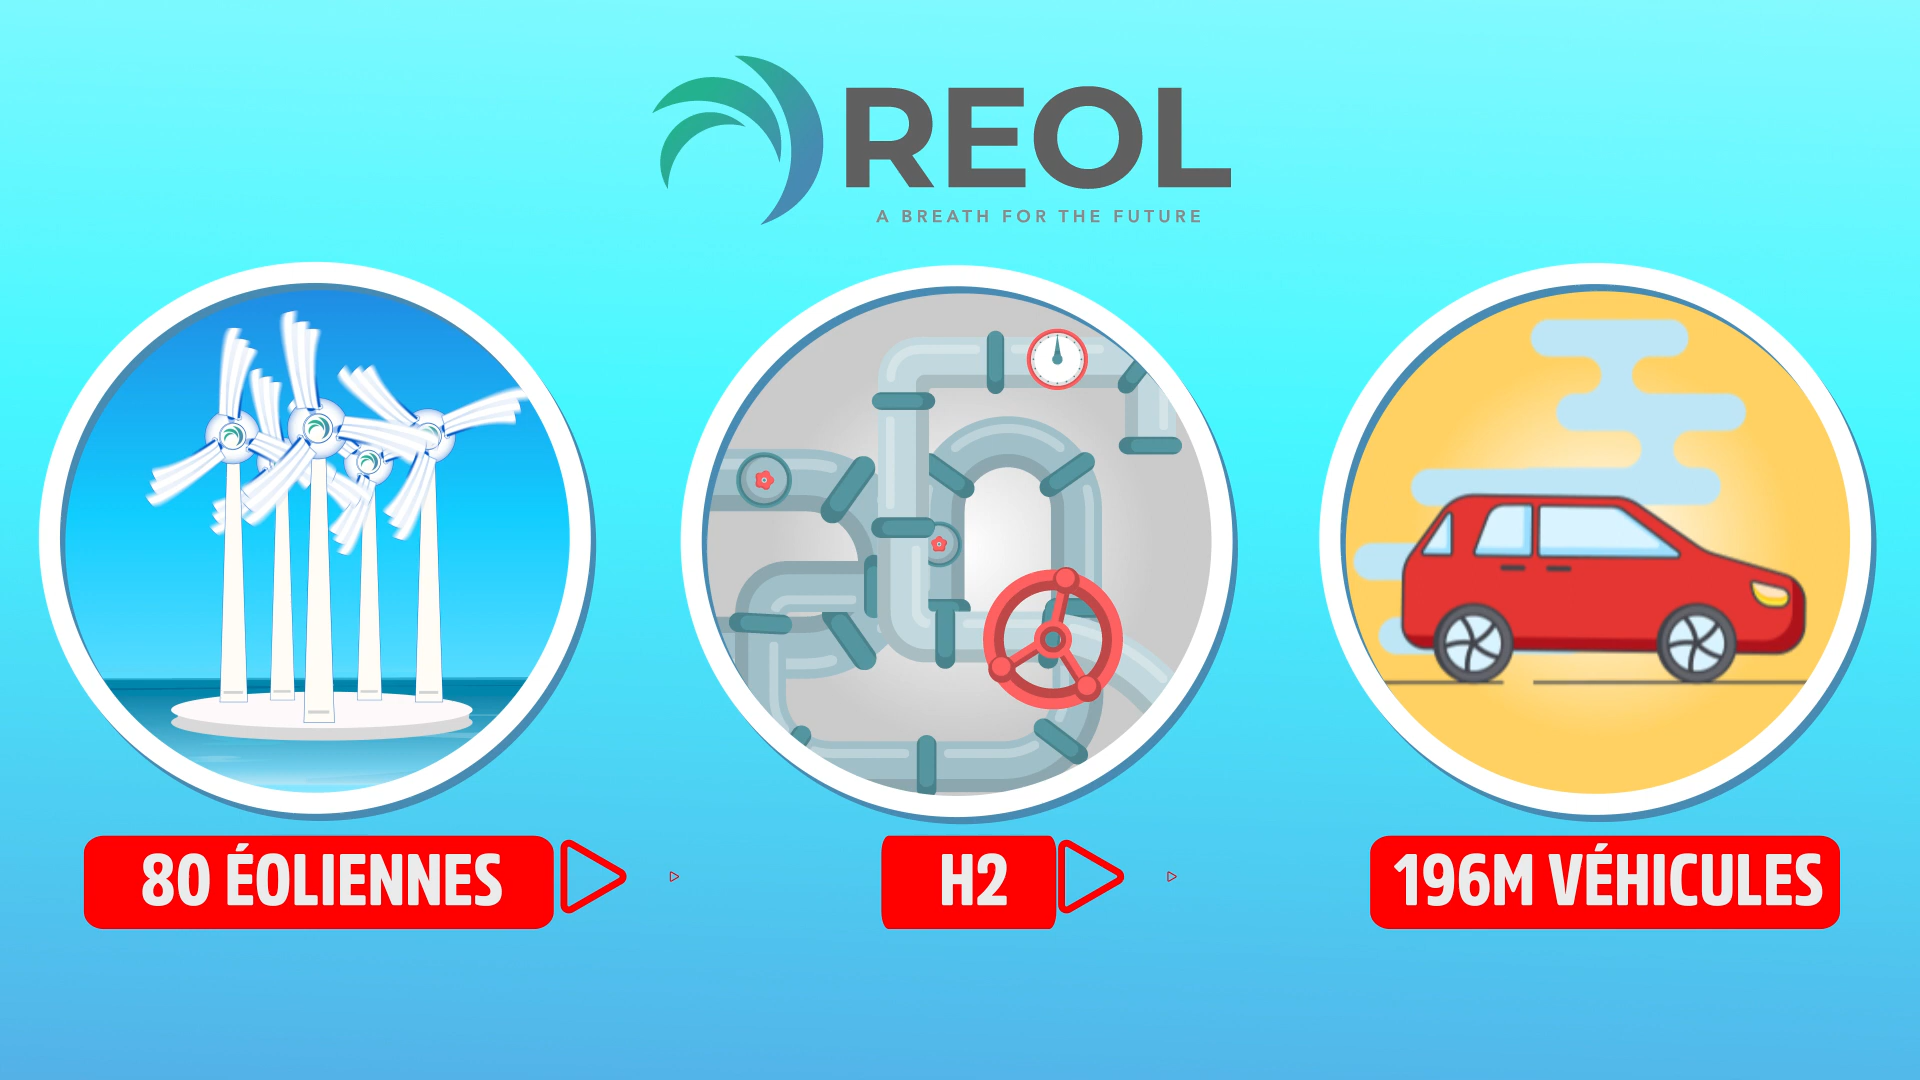 REOL
A BREATH FOR THE FUTURE
80 ÉOLIENNES
H2
196M VÉHICULES